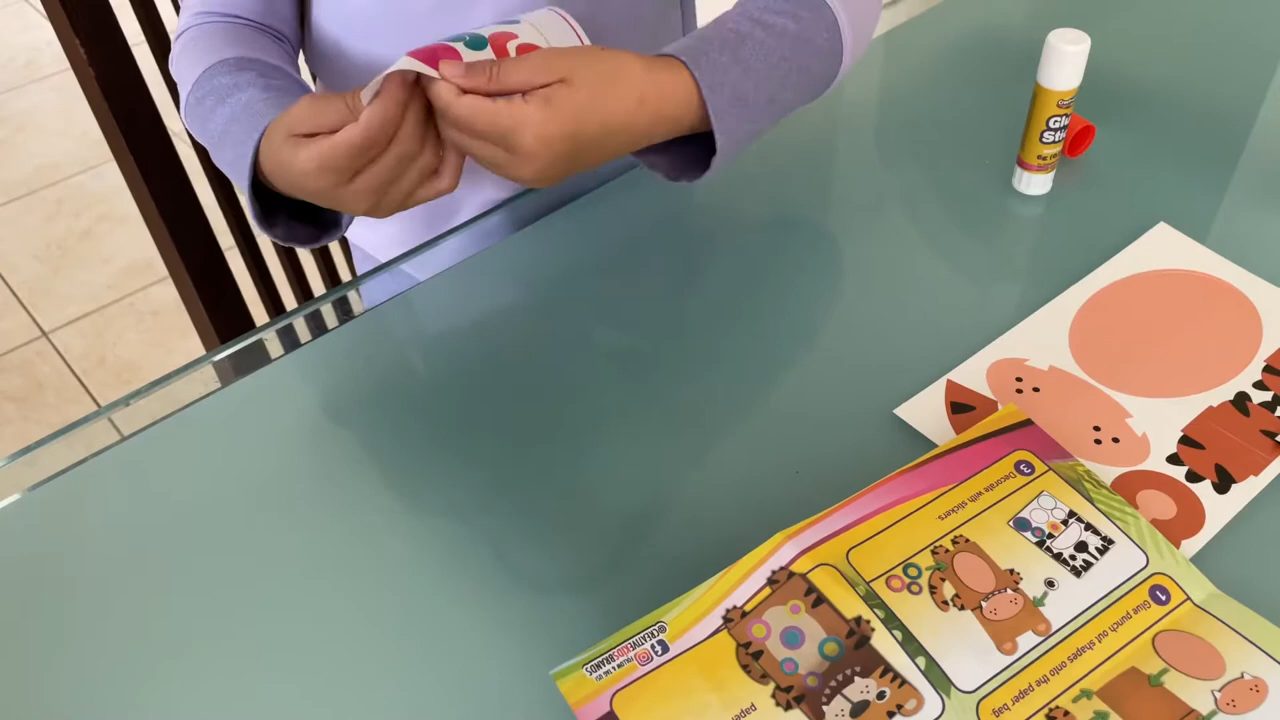 Glue
Stick
3 Decorate with stickers.
1 Glue punch out shapes onto the paper bag.
FOLLOW & TAG US
@CREATIVEKIDSBRANDS